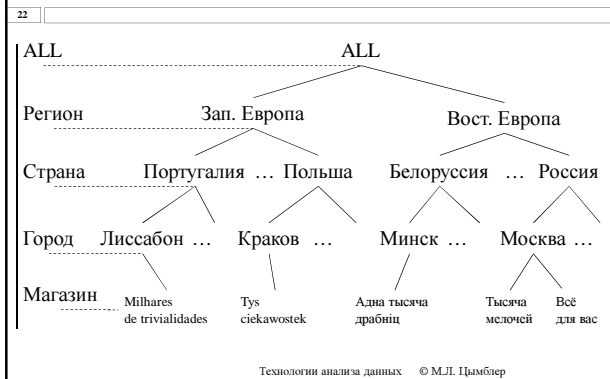 22
ALL ALL
Регион Зап. Европа Вост. Европа
Страна Португалия … Польша Белоруссия … Россия
Город Лиссабон … Краков … Минск … Москва …
Магазин Milhares Tys Адна тысяча Тысяча Всё
de trivialidades ciekawostek драбніц мелочей для вас
Технологии анализа данных © М.Л. Цымблер